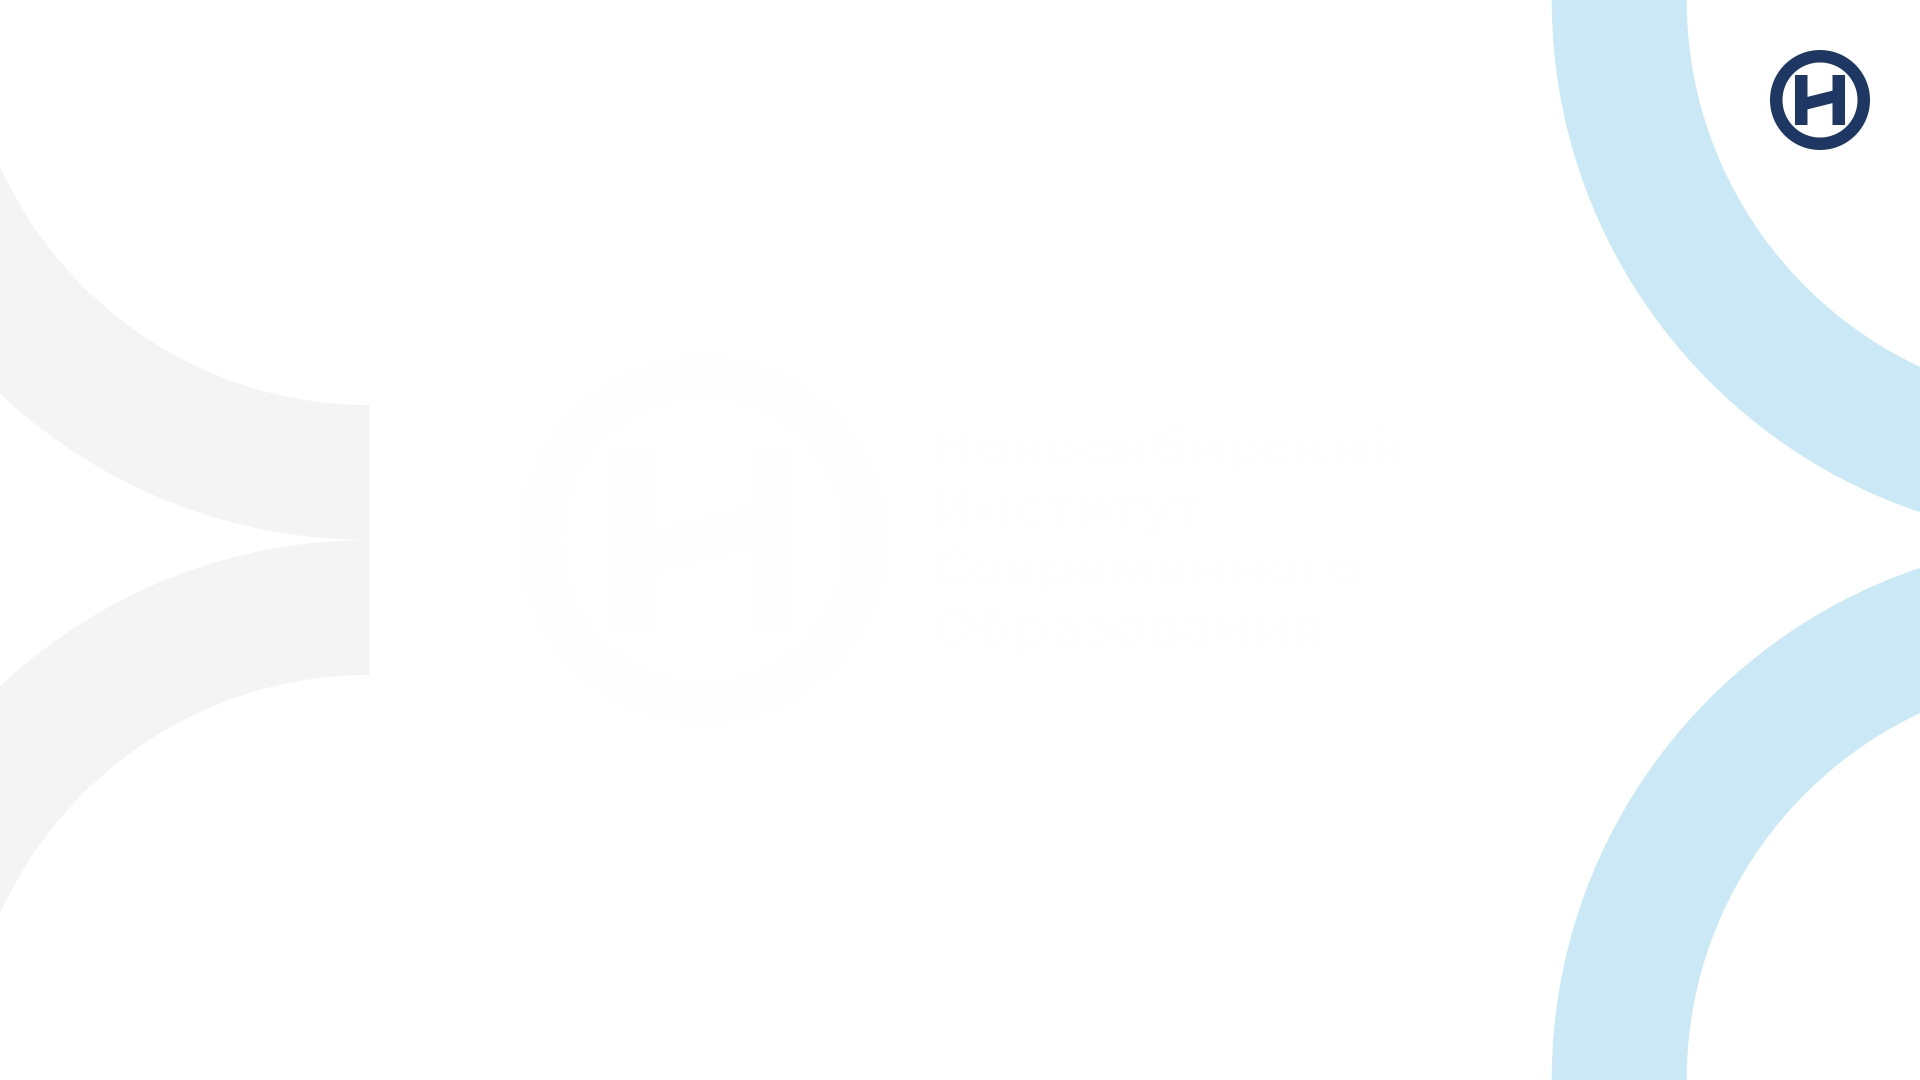 Н
Н
Новосибирский
Институт
Современного
Образования